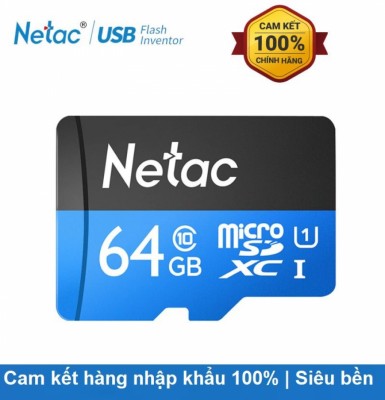 Netac® USB Flash Inventor
CAM KẾT
100%
CHÍNH HÃNG
Netac
64 GB 10 micro SD XC I U1
Cam kết hàng nhập khẩu 100% | Siêu bền